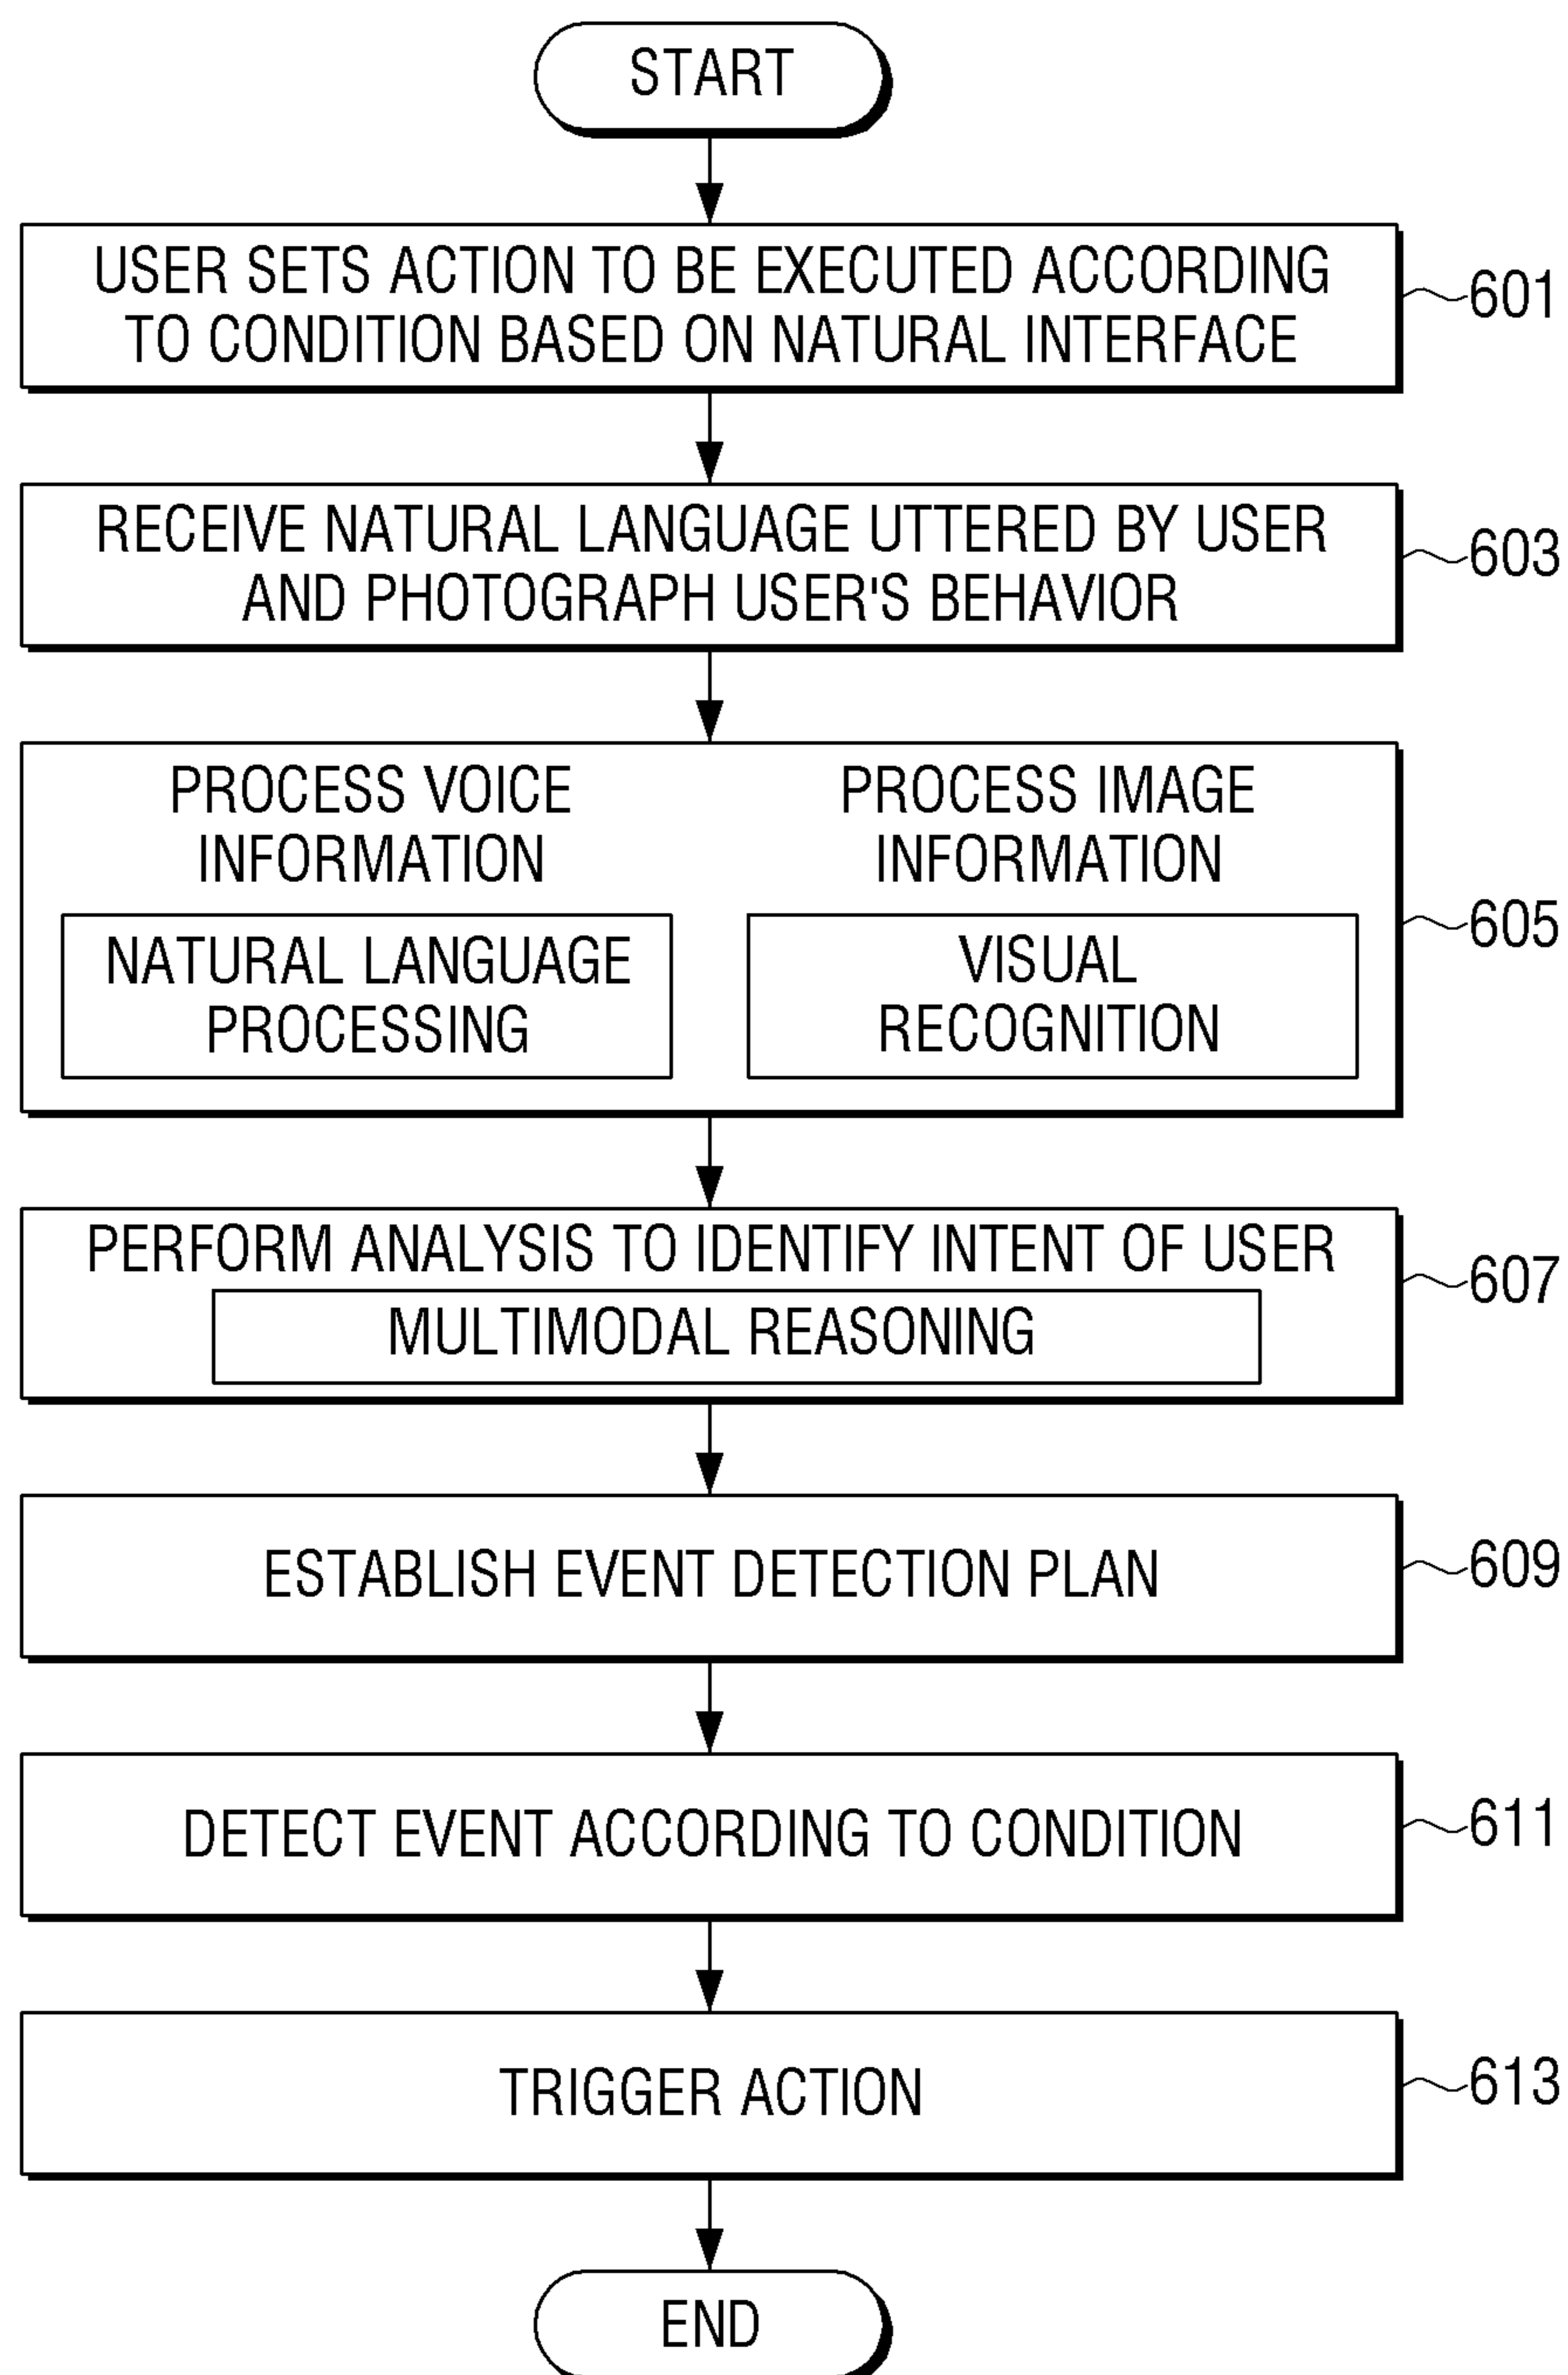 START
USER SETS ACTION TO BE EXECUTED ACCORDING
TO CONDITION BASED ON NATURAL INTERFACE
601
RECEIVE NATURAL LANGUAGE UTTERED BY USER
AND PHOTOGRAPH USER'S BEHAVIOR
603
PROCESS VOICE
INFORMATION
NATURAL LANGUAGE
PROCESSING
PROCESS IMAGE
INFORMATION
VISUAL
RECOGNITION
605
PERFORM ANALYSIS TO IDENTIFY INTENT OF USER
MULTIMODAL REASONING
607
ESTABLISH EVENT DETECTION PLAN
609
DETECT EVENT ACCORDING TO CONDITION
611
TRIGGER ACTION
613
END